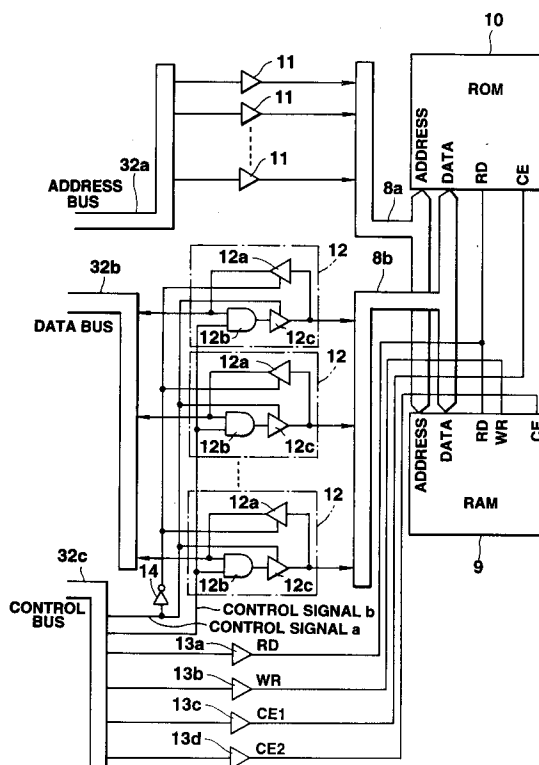 10
11
ROM
11
ADDRESS
DATA
RD
CE
32a
11
ADDRESS
BUS
8a
12a
12
32b
8b
DATA BUS
12b
12c
12a
12
12b
12c
ADDRESS
DATA
RD
WR
CE
12a
12
RAM
32c
14
12b
12c
9
CONTROL
BUS
CONTROL SIGNAL b
CONTROL SIGNAL a
13a
RD
13b
WR
13c
CE1
13d
CE2